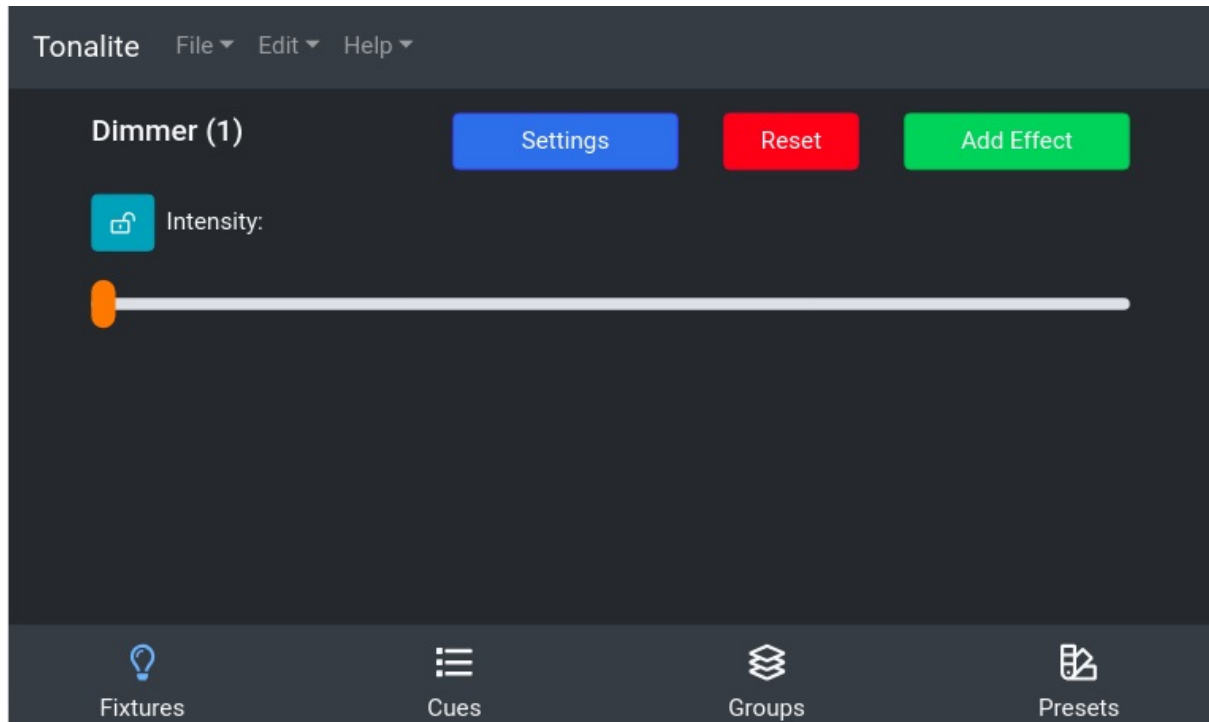 Tonalite File Edit Help
Dimmer (1) Settings Reset Add Effect
Intensity:
Fixtures Cues Groups Presets